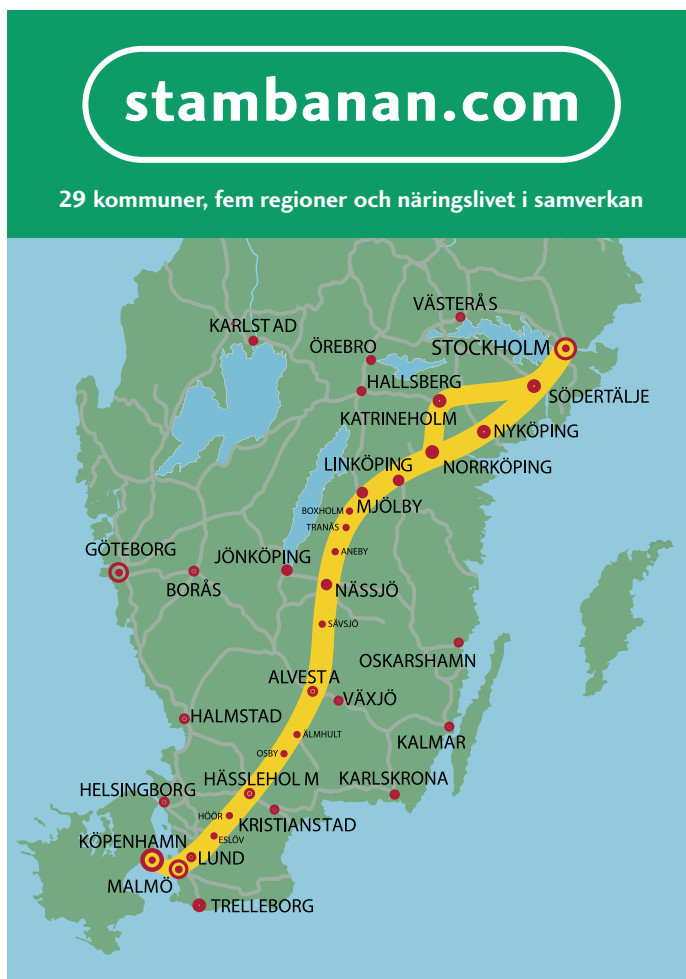 stambanan.com
29 kommuner, fem regioner och näringslivet i samverkan
VÄSTERÅS
KARLSTAD
ÖREBRO
STOCKHOLM
HALLSBERG
SÖDERTÄLJE
KATRINEHOLM
NYKÖPING
LINKÖPING
NORRKÖPING
MJÖLBY
BOXHOLM
TRANÅS
GÖTEBORG
JÖNKÖPING
ANEBY
BORÅS
NÄSSJÖ
SÄVSJÖ
OSKARSHAMN
ALVESTA
VÄXJÖ
HALMSTAD
ÄLMHULT
KALMAR
OSBY
HÄSSLEHOLM
KARLSKRONA
HELSINGBORG
HÖÖR
KRISTIANSTAD
KÖPENHAMN
ESLÖV
LUND
MALMÖ
TRELLEBORG